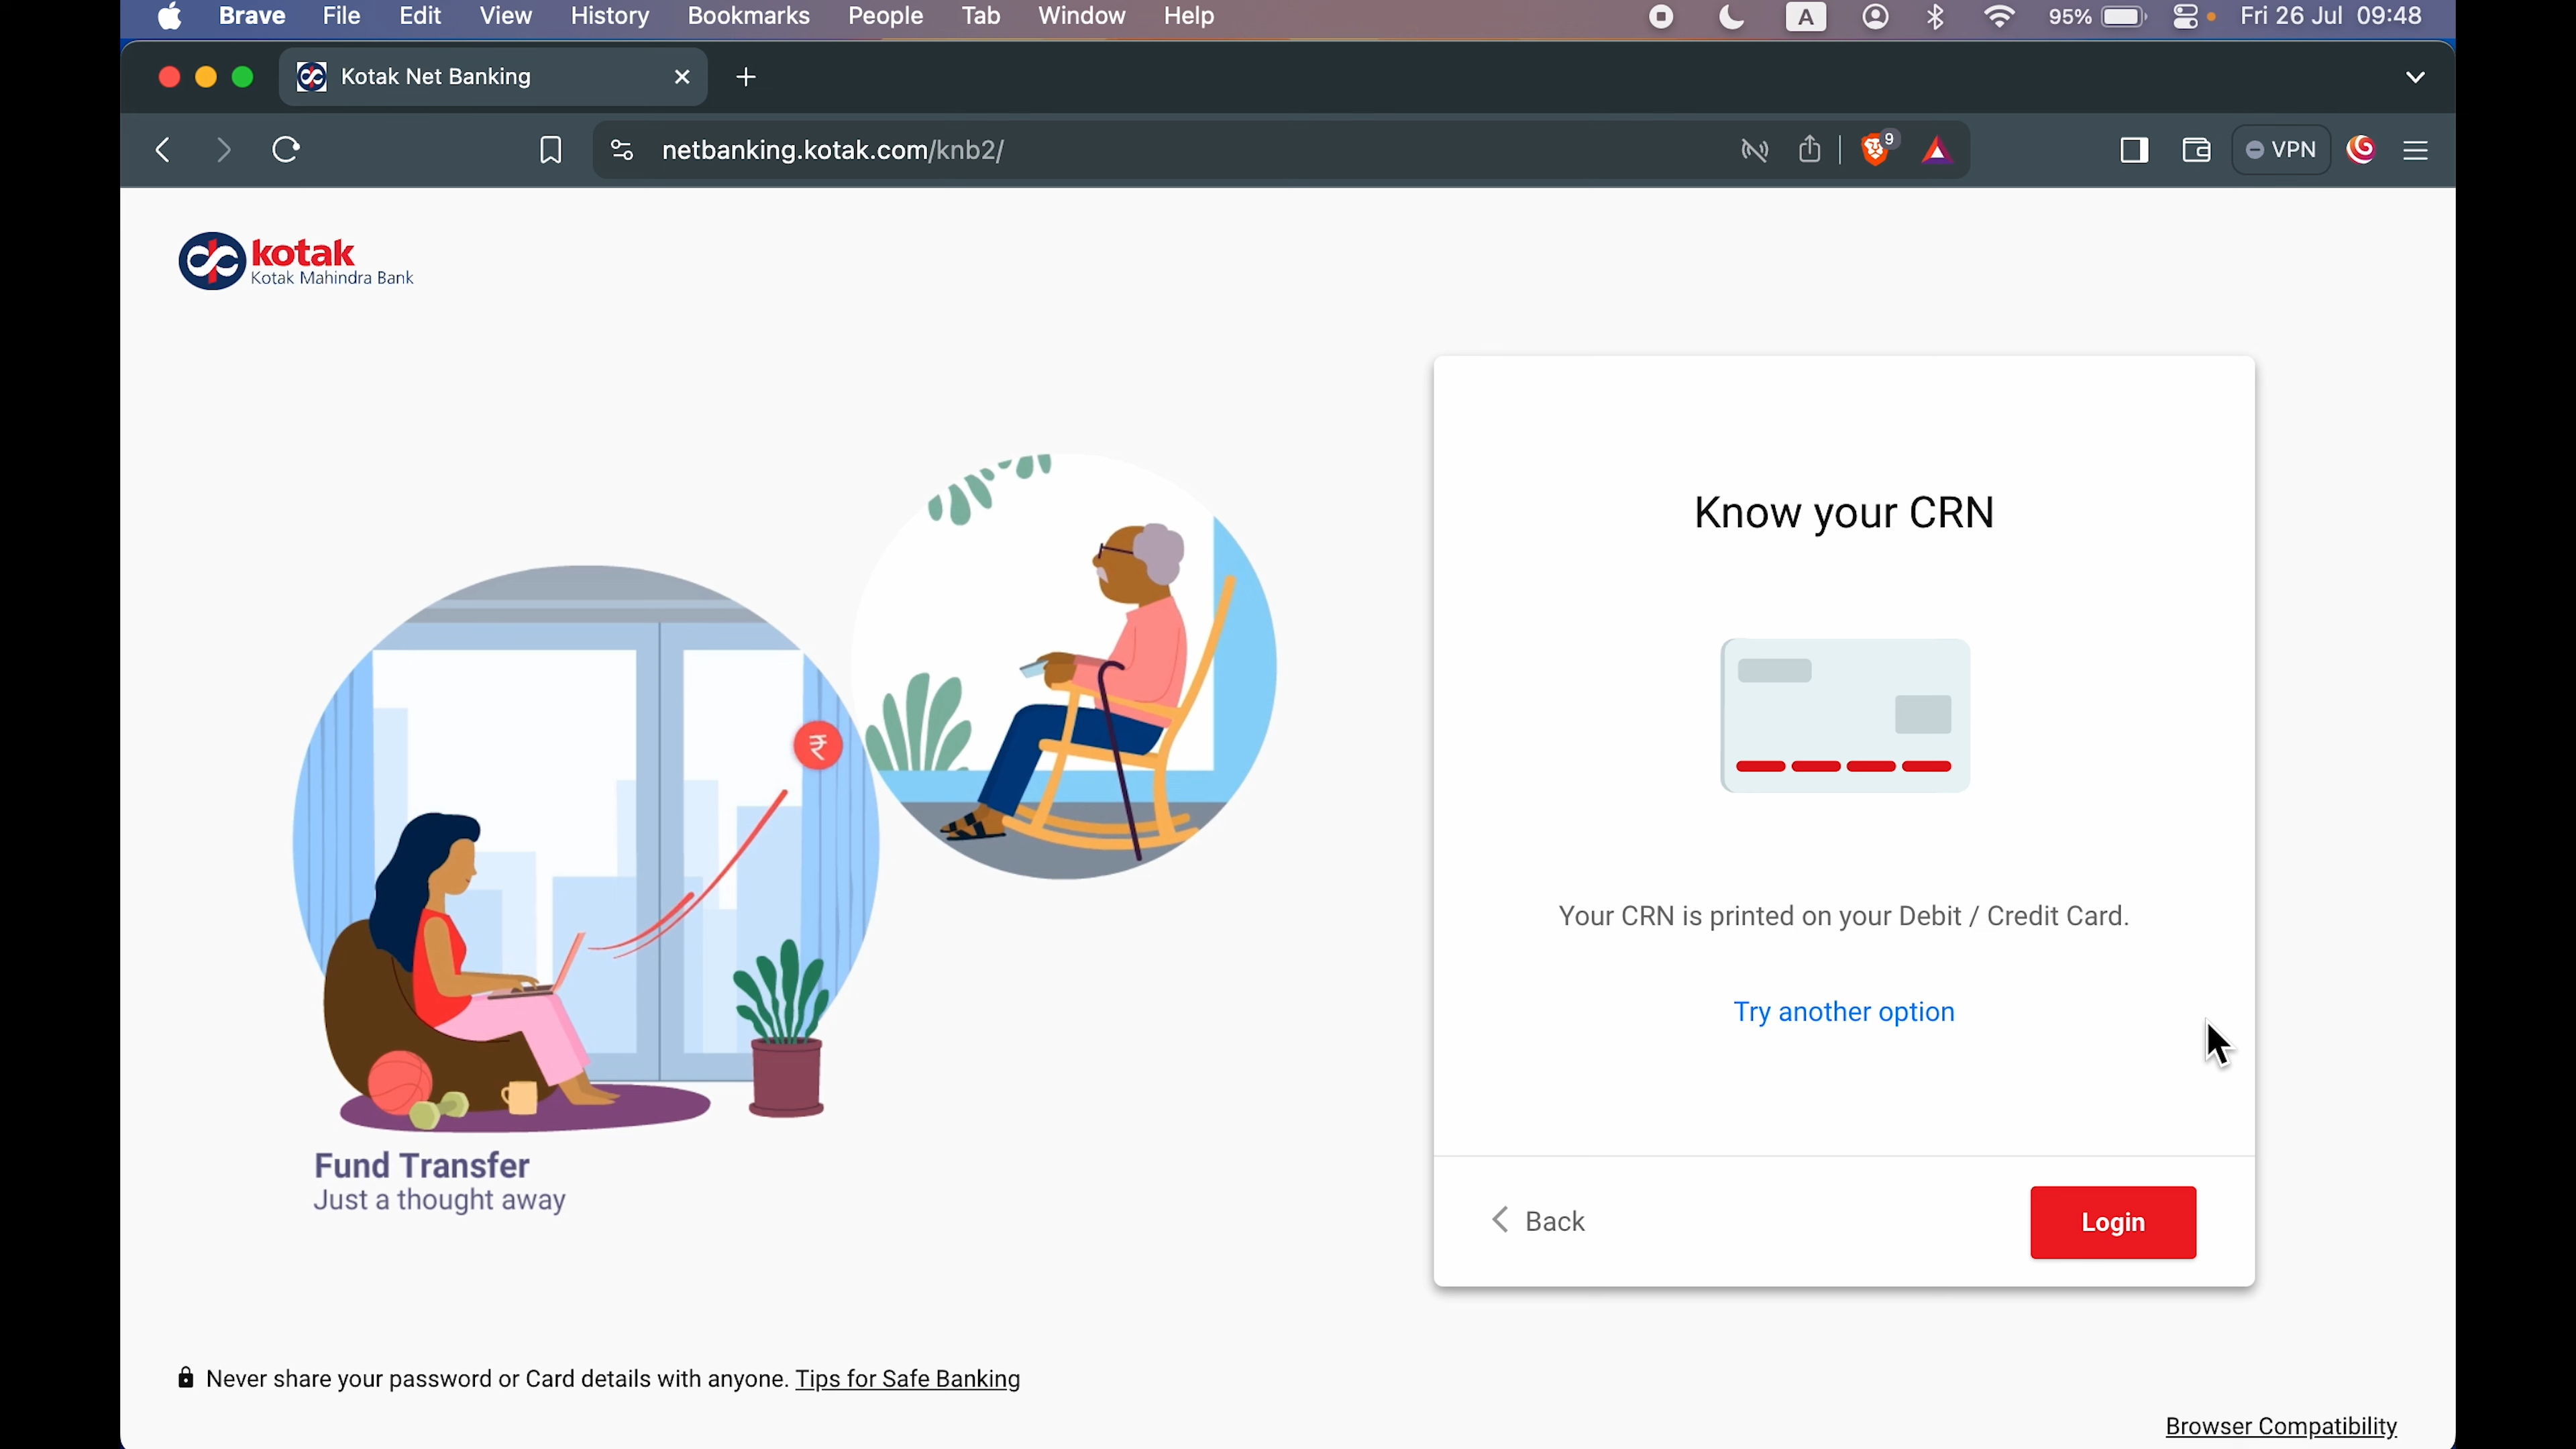 Brave File Edit View History Bookmarks People Tab Window Help A 95% Fri 26 Jul 09:48
Kotak Net Banking
netbanking.kotak.com/knb2/ 9 VPN
kotak
Kotak Mahindra Bank
Know your CRN
₹
Your CRN is printed on your Debit / Credit Card.
Try another option
Fund Transfer
Just a thought away
Back Login
Never share your password or Card details with anyone. Tips for Safe Banking
Browser Compatibility